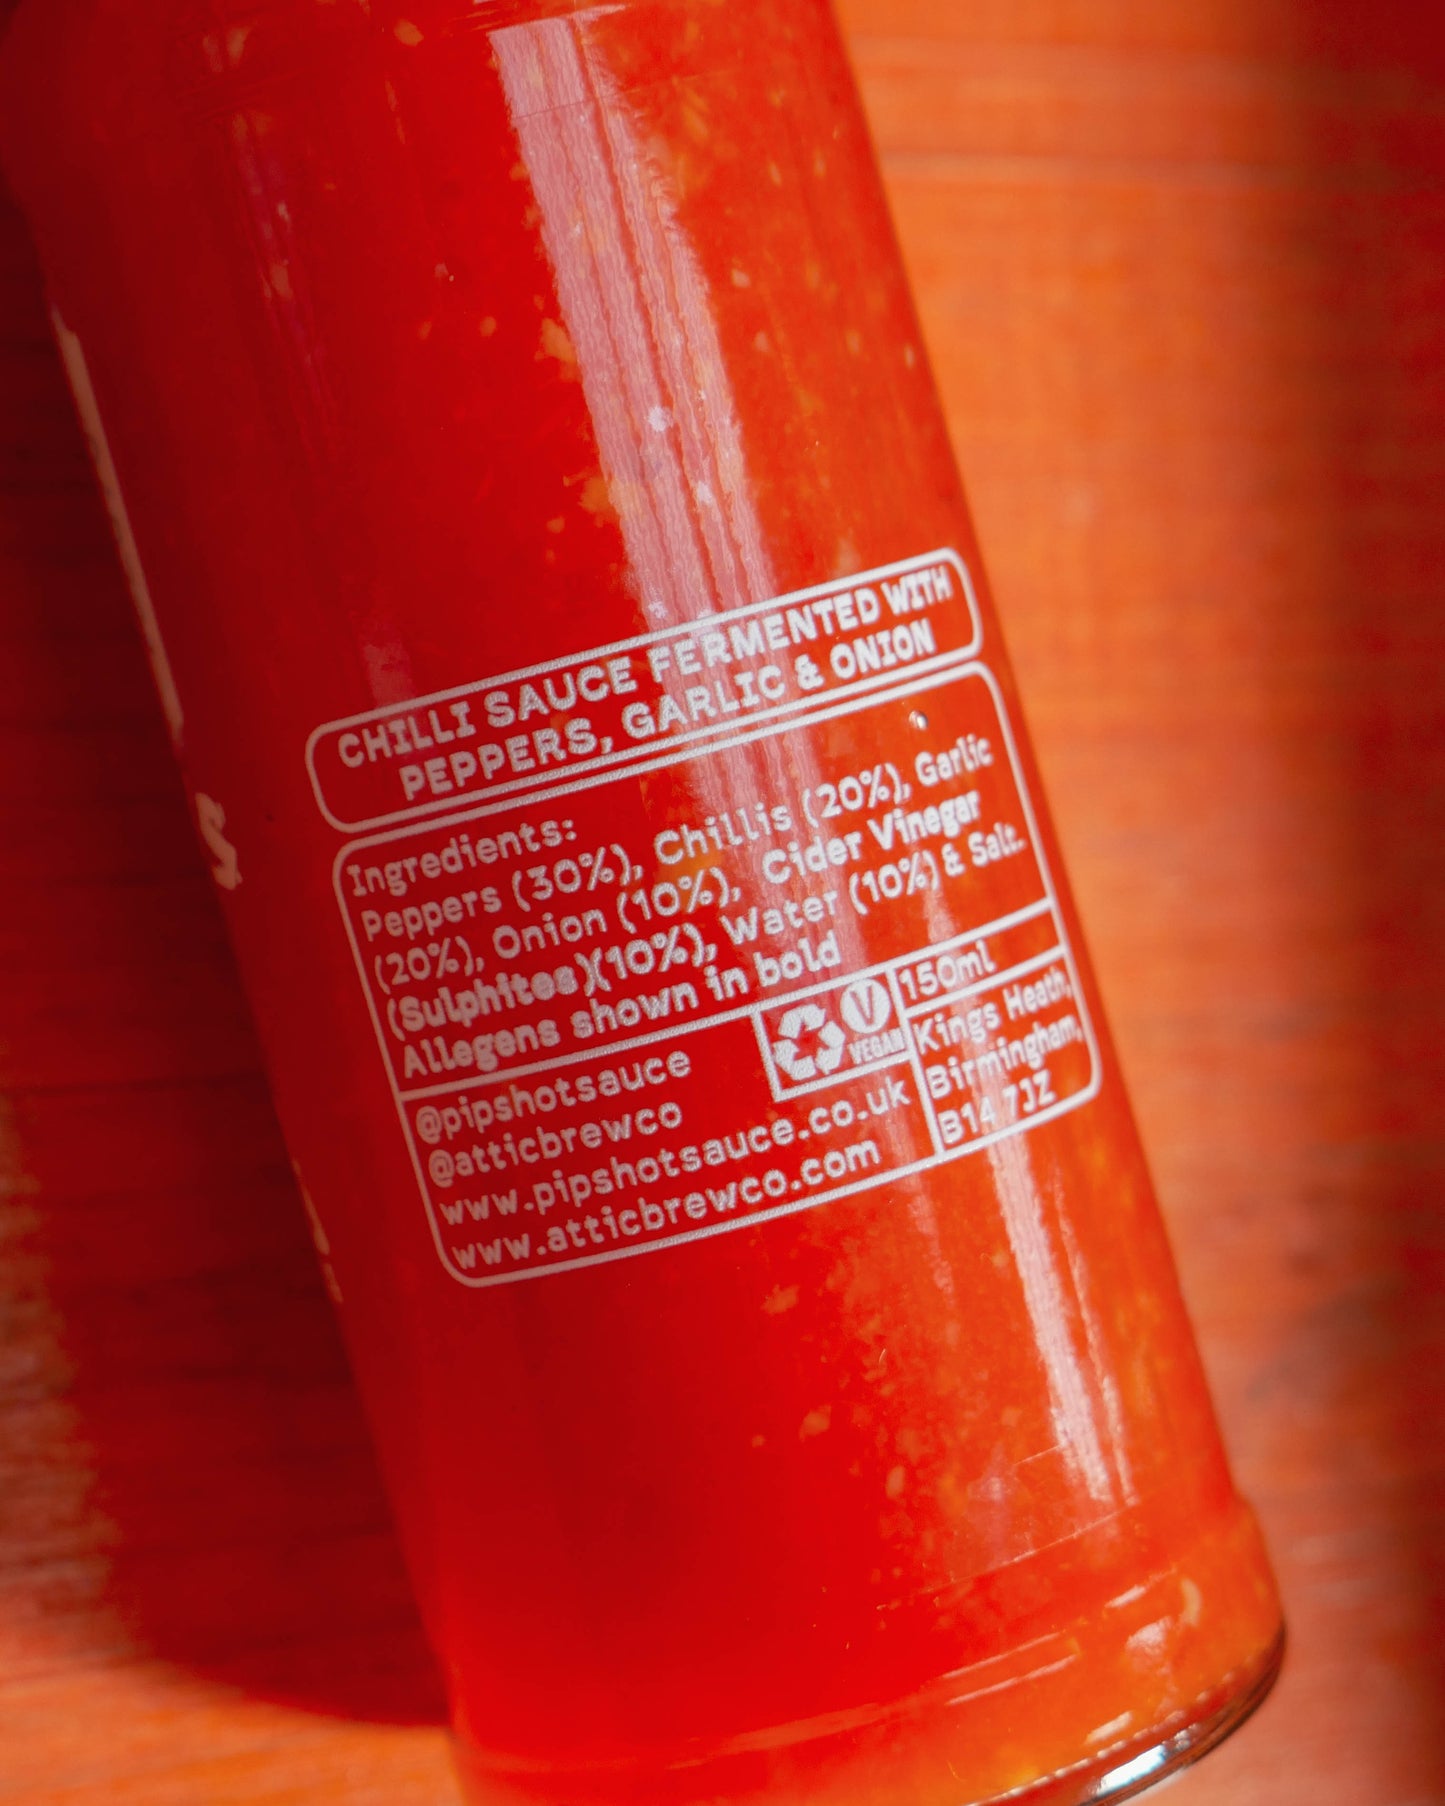 CHILLI SAUCE FERMENTED WITH
PEPPERS, GARLIC & ONION
Ingredients:
Peppers (30%), Chillis (20%), Garlic
(20%), Onion (10%), Cider Vinegar
(Sulphites)(10%), Water (10%) & Salt.
Allegens shown in bold
@pipshotsauce
@atticbrewco
www.pipshotsauce.co.uk
www.atticbrewco.com
V
VEGAN
150ml
Kings Heath,
Birmingham,
B14 7JZ